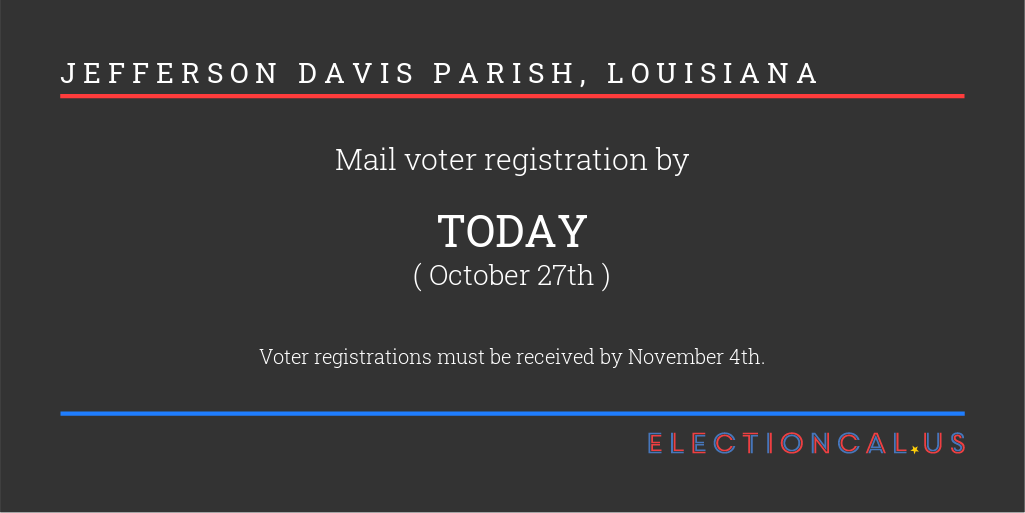 JEFFERSON DAVIS PARISH, LOUISIANA
Mail voter registration by
TODAY
( October 27th )
Voter registrations must be received by November 4th.
ELECTIONCAL.US